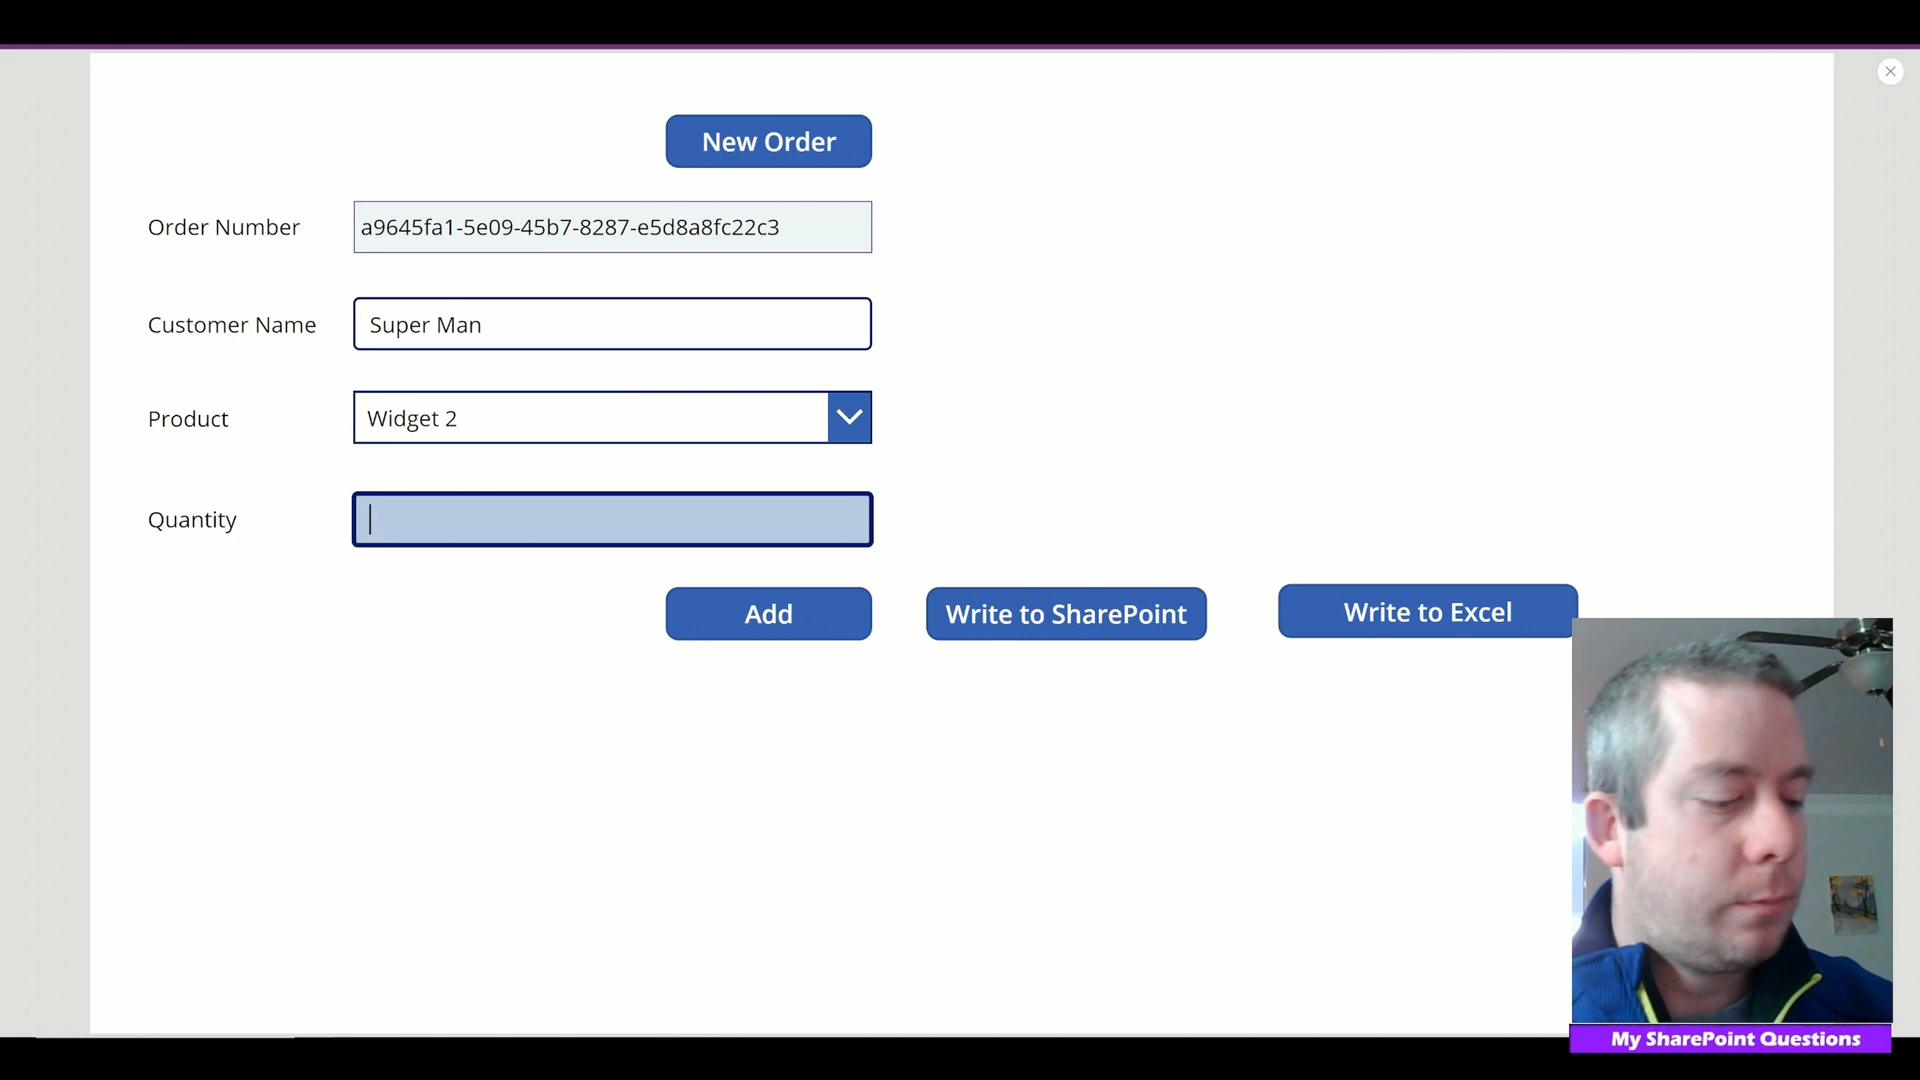 New Order
Order Number
a9645fa1-5e09-45b7-8287-e5d8a8fc22c3
Customer Name
Super Man
Product
Widget 2
Quantity
Add
Write to SharePoint
Write to Excel
My SharePoint Questions